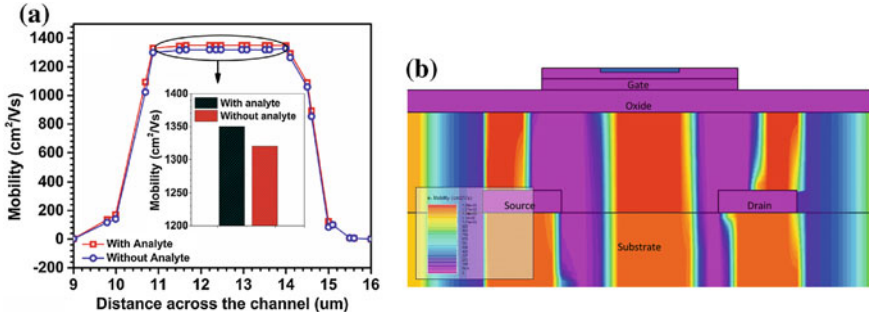 (a)
1400
1200
1000
800
600
400
200
0
-200
Mobility (cm²/Vs)
With Analyte
Without Analyte
9 10 11 12 13 14 15 16
Distance across the channel (um)
1400
1350
1300
1250
1200
Mobility (cm²/Vs)
With analyte
Without analyte
(b)
Gate
Oxide
Source
Drain
Substrate